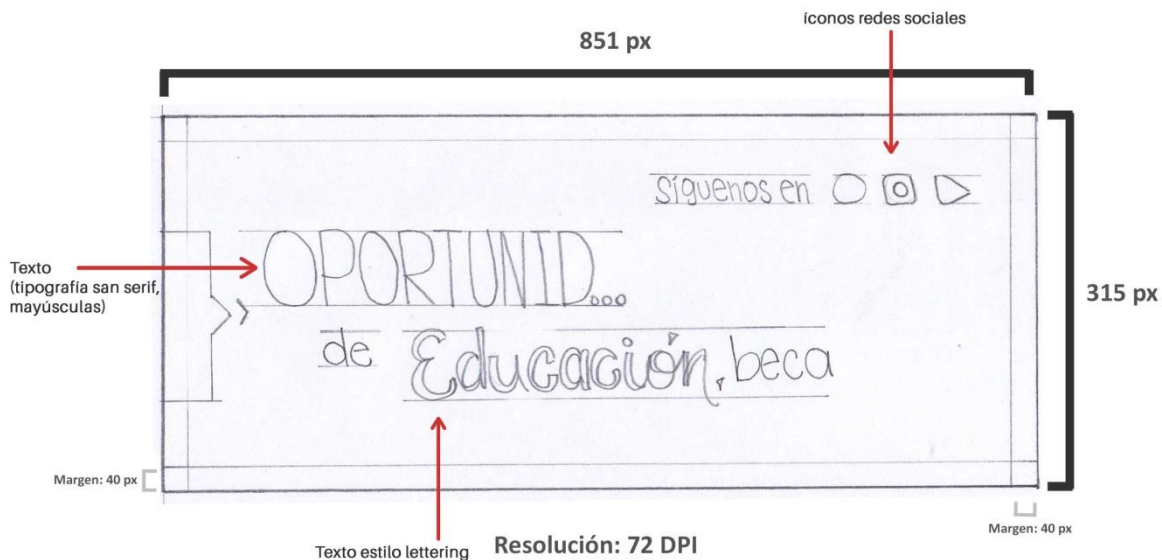 íconos redes sociales
851 px
síguenos en
OPORTUNID...
Texto
(tipografía san serif,
mayúsculas)
315 px
de Educación, beca
Margen: 40 px
Margen: 40 px
Texto estilo lettering
Resolución: 72 DPI